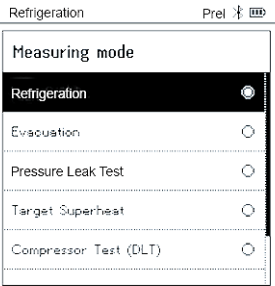 Refrigeration Prel
Measuring mode
Refrigeration
Evacuation
Pressure Leak Test
Target Superheat
Compressor Test (DLT)